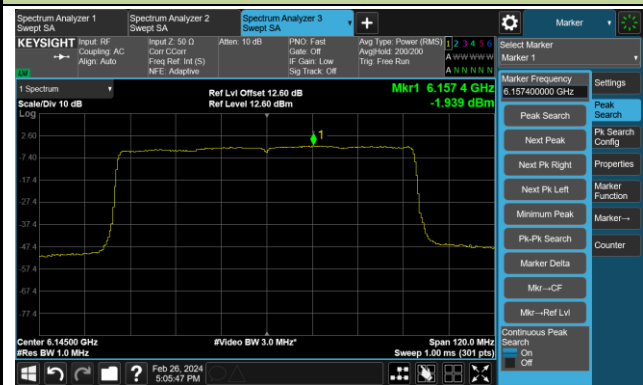 Spectrum Analyzer 1
Swept SA
Spectrum Analyzer 2
Swept SA
Spectrum Analyzer 3
Swept SA
+
Marker
KEYSIGHT
Input: RF
Coupling: AC
Align: Auto
Input Z: 50 Ω
Corr CCorr
Freq Ref: Int (S)
NFE: Adaptive
Atten: 10 dB
PNO: Fast
Gate: Off
IF Gain: Low
Sig Track: Off
Avg Type: Power (RMS)
Avg|Hold: 200/200
Trig: Free Run
1 2 3 4 5 6
A W W W W W
A N N N N N
Select Marker
Marker 1
LXI
1 Spectrum
Scale/Div 10 dB
Ref Lvl Offset 12.60 dB
Ref Level 12.60 dBm
Mkr1 6.157 4 GHz
-1.939 dBm
Log
2.60
-7.40
-17.4
-27.4
-37.4
-47.4
-57.4
-67.4
-77.4
1
Center 6.14500 GHz
#Res BW 1.0 MHz
#Video BW 3.0 MHz*
Span 120.0 MHz
Sweep 1.00 ms (301 pts)
Marker Frequency
6.157400000 GHz
Peak Search
Next Peak
Next Pk Right
Next Pk Left
Minimum Peak
Pk-Pk Search
Marker Delta
Mkr→CF
Mkr→Ref Lvl
Continuous Peak
Search
On
Off
Settings
Peak
Search
Pk Search
Config
Properties
Marker
Function
Marker→
Counter
?
Feb 26, 2024
5:05:47 PM